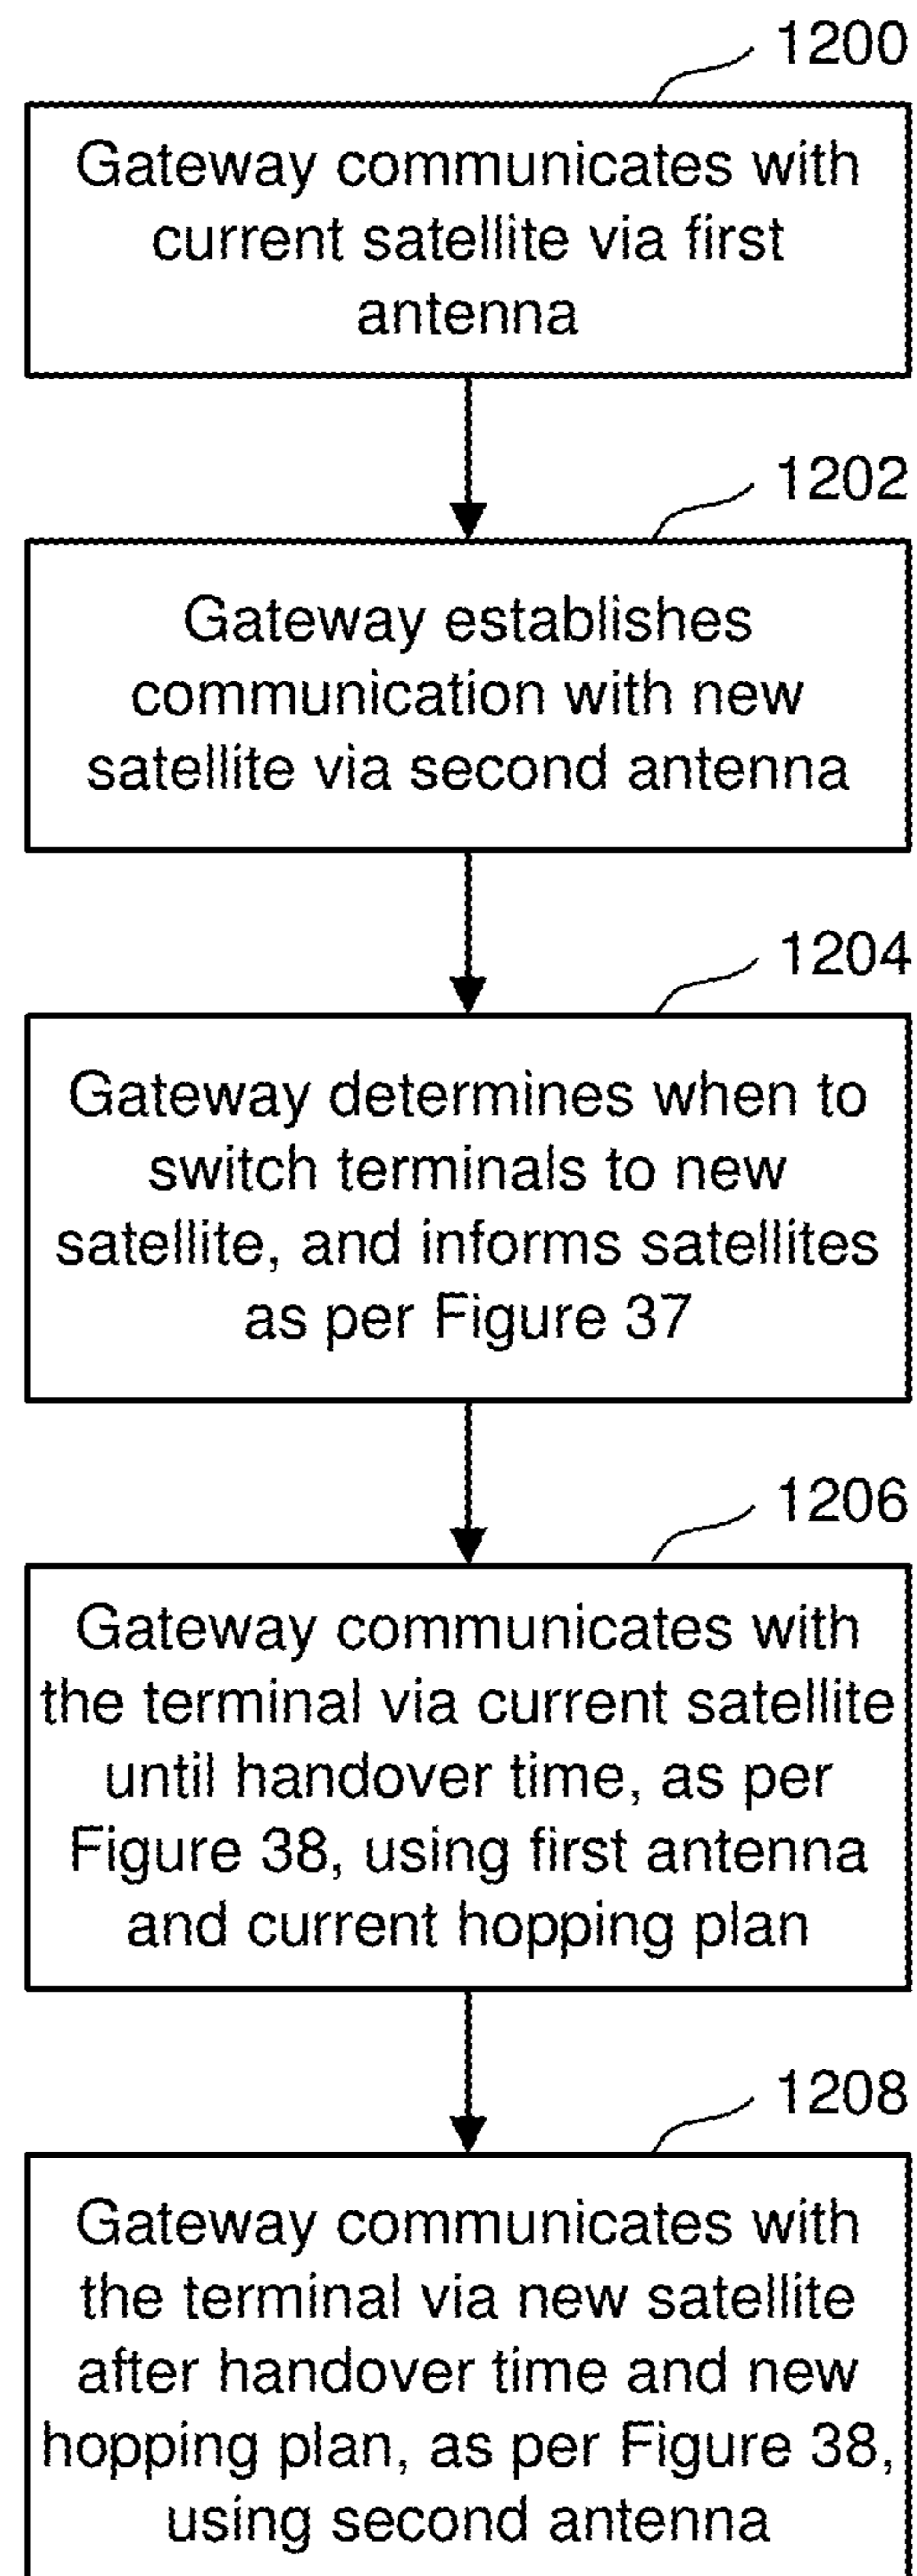 1200
Gateway communicates with
current satellite via first
antenna
1202
Gateway establishes
communication with new
satellite via second antenna
1204
Gateway determines when to
switch terminals to new
satellite, and informs satellites
as per Figure 37
1206
Gateway communicates with
the terminal via current satellite
until handover time, as per
Figure 38, using first antenna
and current hopping plan
1208
Gateway communicates with
the terminal via new satellite
after handover time and new
hopping plan, as per Figure 38,
using second antenna